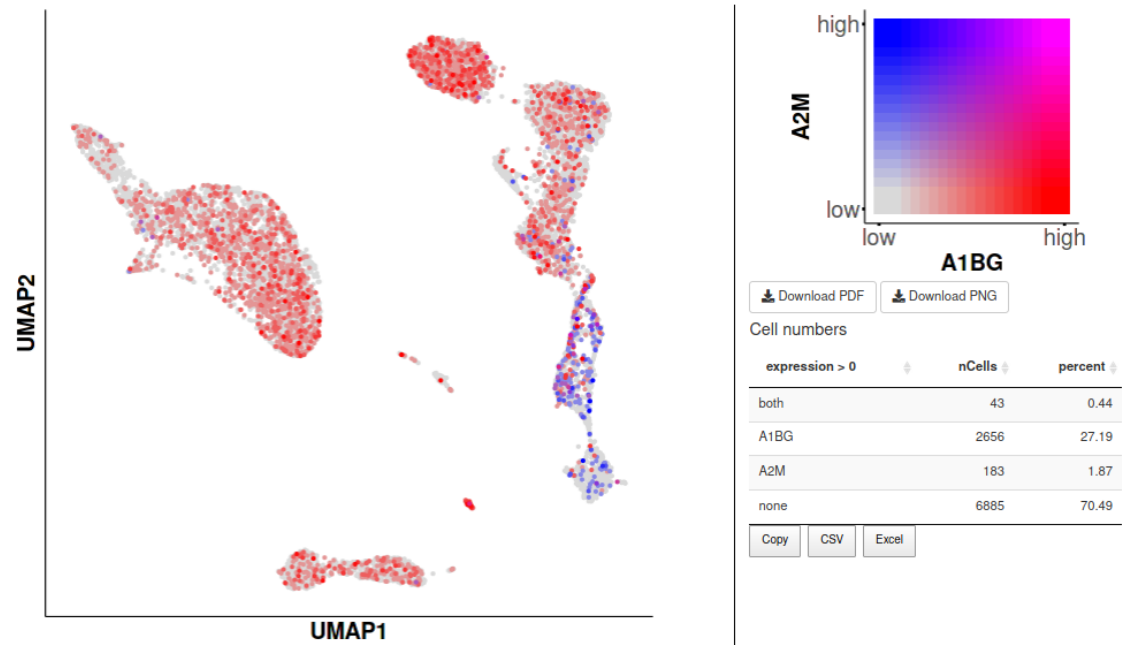 UMAP2
UMAP1
high
A2M
low
low
high
A1BG
Download PDF
Download PNG
Cell numbers
expression > 0 nCells percent
both 43 0.44
A1BG 2656 27.19
A2M 183 1.87
none 6885 70.49
Copy CSV Excel